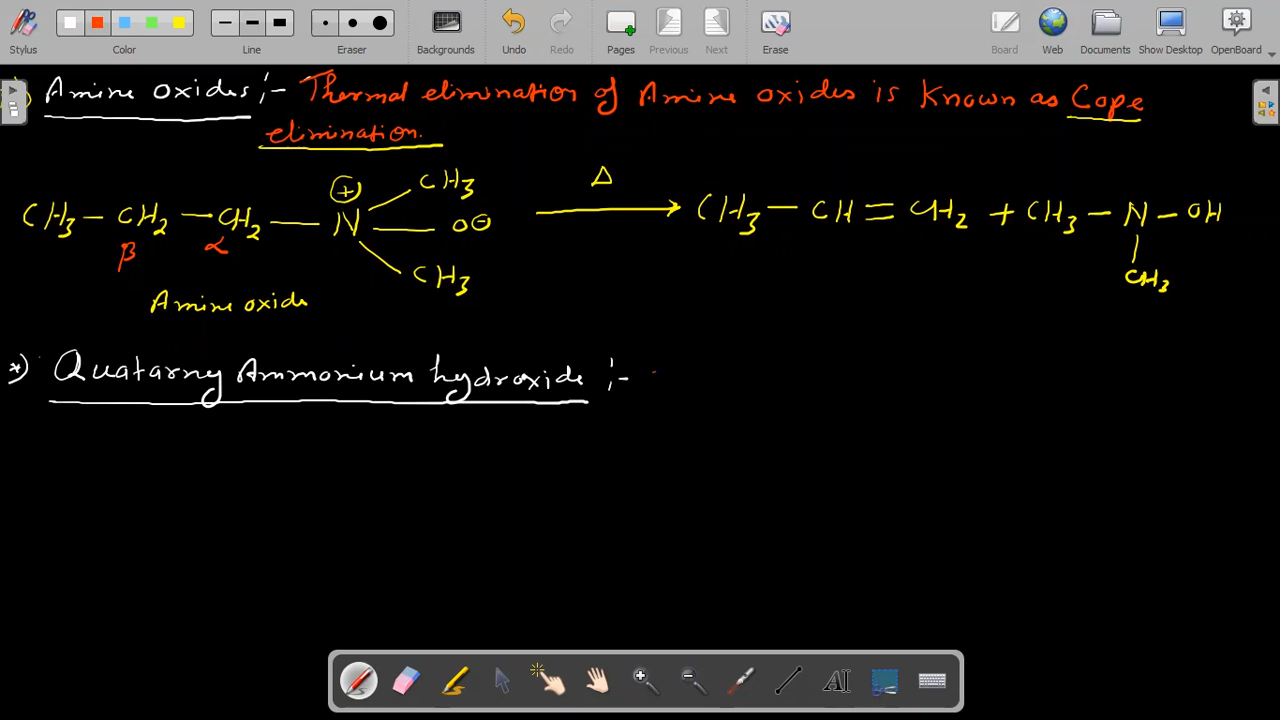 Stylus Color Line Eraser Backgrounds Undo Redo Pages Previous Next Erase Board Web Documents Show Desktop OpenBoard
Amine oxides :- Thermal elimination of Amine oxides is Known as Cope
elimination.
CH3 – CH2 – CH2 – N ⊕ CH3 O⊖ CH3 Δ → CH3 – CH = CH2 + CH3 – N – OH
β α CH3
Amine oxide
*) Quatarny Ammonium hydroxide :-